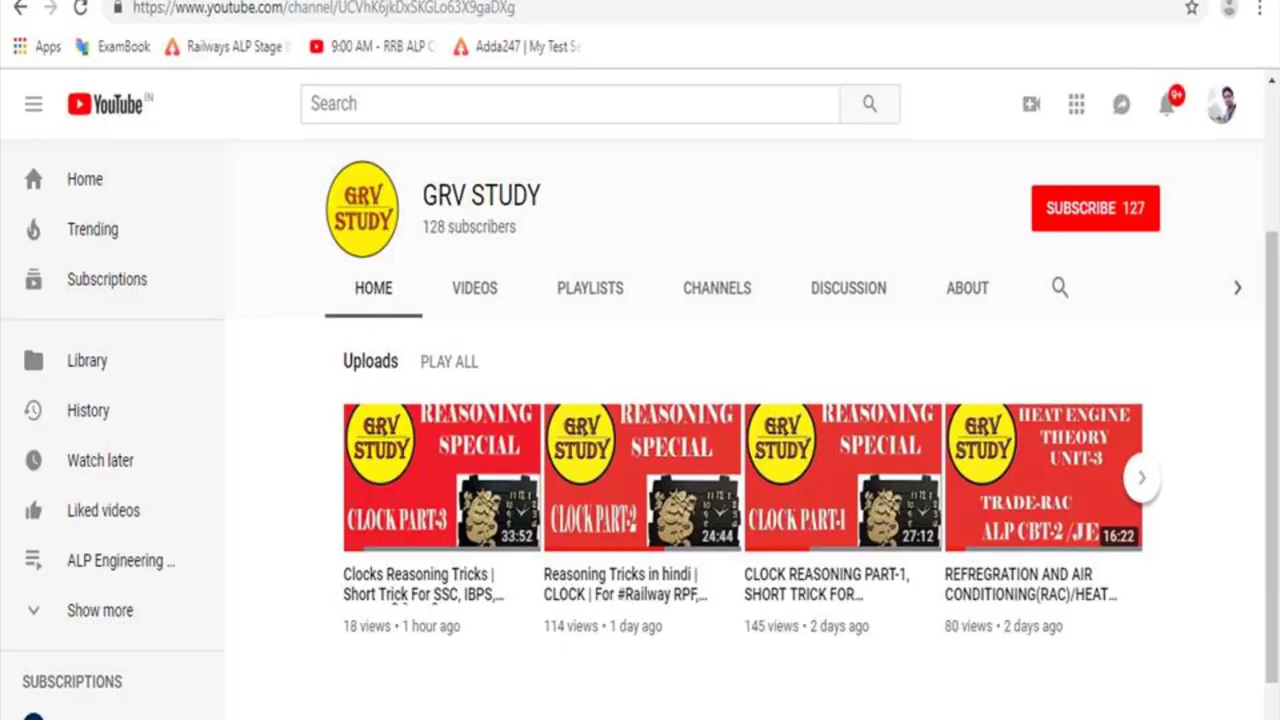 https://www.youtube.com/channel/UCVhK6jkDxSKGLo63X9gaDXg
Apps
ExamBook
Railways ALP Stage
9:00 AM - RRB ALP C
Adda247 | My Test Se
YouTube IN
Search
9+
Home
Trending
Subscriptions
Library
History
Watch later
Liked videos
ALP Engineering ...
Show more
SUBSCRIPTIONS
GRV STUDY
GRV STUDY
128 subscribers
SUBSCRIBE 127
HOME
VIDEOS
PLAYLISTS
CHANNELS
DISCUSSION
ABOUT
Uploads PLAY ALL
GRV
STUDY
REASONING
SPECIAL
CLOCK PART-3
33:52
Clocks Reasoning Tricks |
Short Trick For SSC, IBPS,...
18 views • 1 hour ago
GRV
STUDY
REASONING
SPECIAL
CLOCK PART-2
24:44
Reasoning Tricks in hindi |
CLOCK | For #Railway RPF,...
114 views • 1 day ago
GRV
STUDY
REASONING
SPECIAL
CLOCK PART-1
27:12
CLOCK REASONING PART-1,
SHORT TRICK FOR...
145 views • 2 days ago
GRV
STUDY
HEAT ENGINE
THEORY
UNIT-3
TRADE-RAC
ALP CBT-2 /JE
16:22
REFREGRATION AND AIR
CONDITIONING(RAC)/HEAT...
80 views • 2 days ago